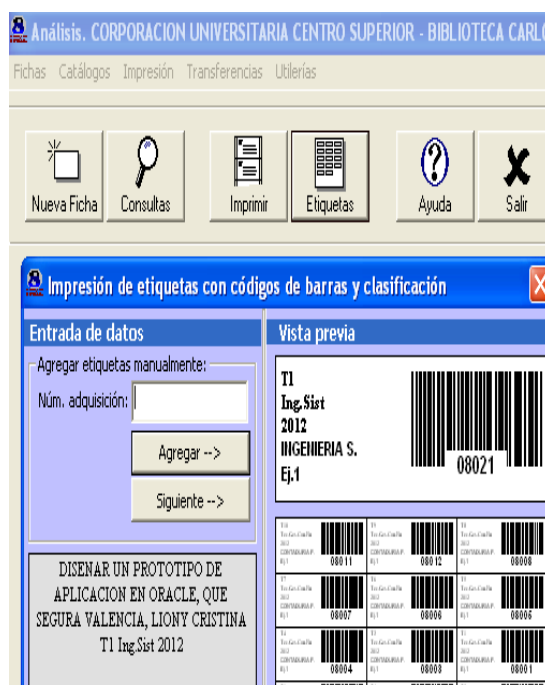 Análisis. CORPORACION UNIVERSITARIA CENTRO SUPERIOR - BIBLIOTECA CARLO
Fichas Catálogos Impresión Transferencias Utilerías
Nueva Ficha Consultas Imprimir Etiquetas Ayuda Salir
Impresión de etiquetas con códigos de barras y clasificación
Entrada de datos
Agregar etiquetas manualmente:
Núm. adquisición:
Agregar -->
Siguiente -->
DISENAR UN PROTOTIPO DE
APLICACION EN ORACLE, QUE
SEGURA VALENCIA, LIONY CRISTINA
T1 Ing.Sist 2012
Vista previa
T1
Ing.Sist
2012
INGENIERIA S.
Ej.1
08021
08011 08012 08008
08007 08006 08005
08004 08003 08001